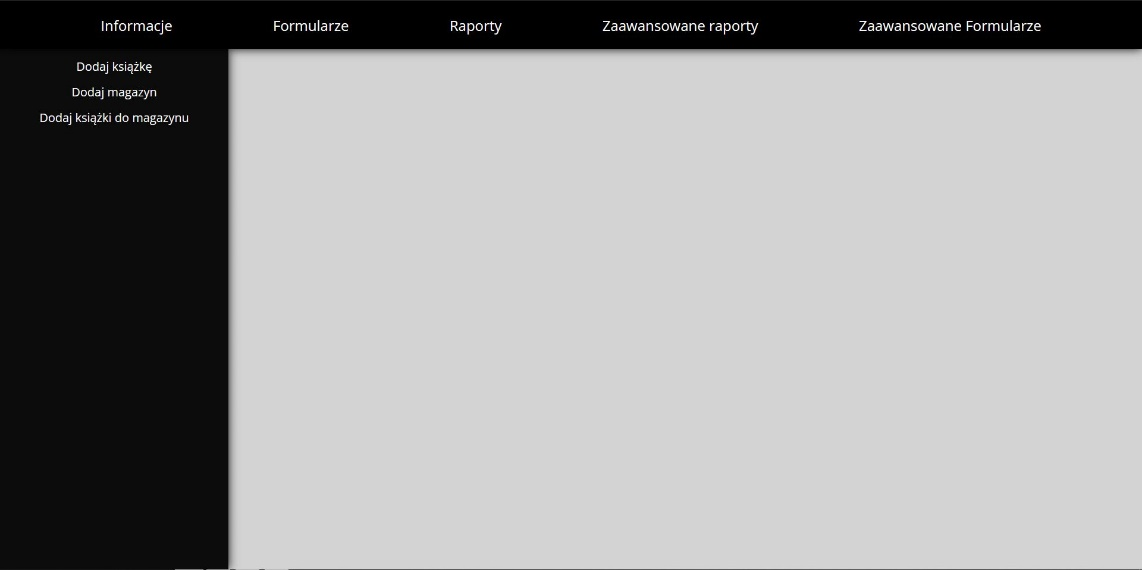 Informacje Formularze Raporty Zaawansowane raporty Zaawansowane Formularze
Dodaj książkę
Dodaj magazyn
Dodaj książki do magazynu